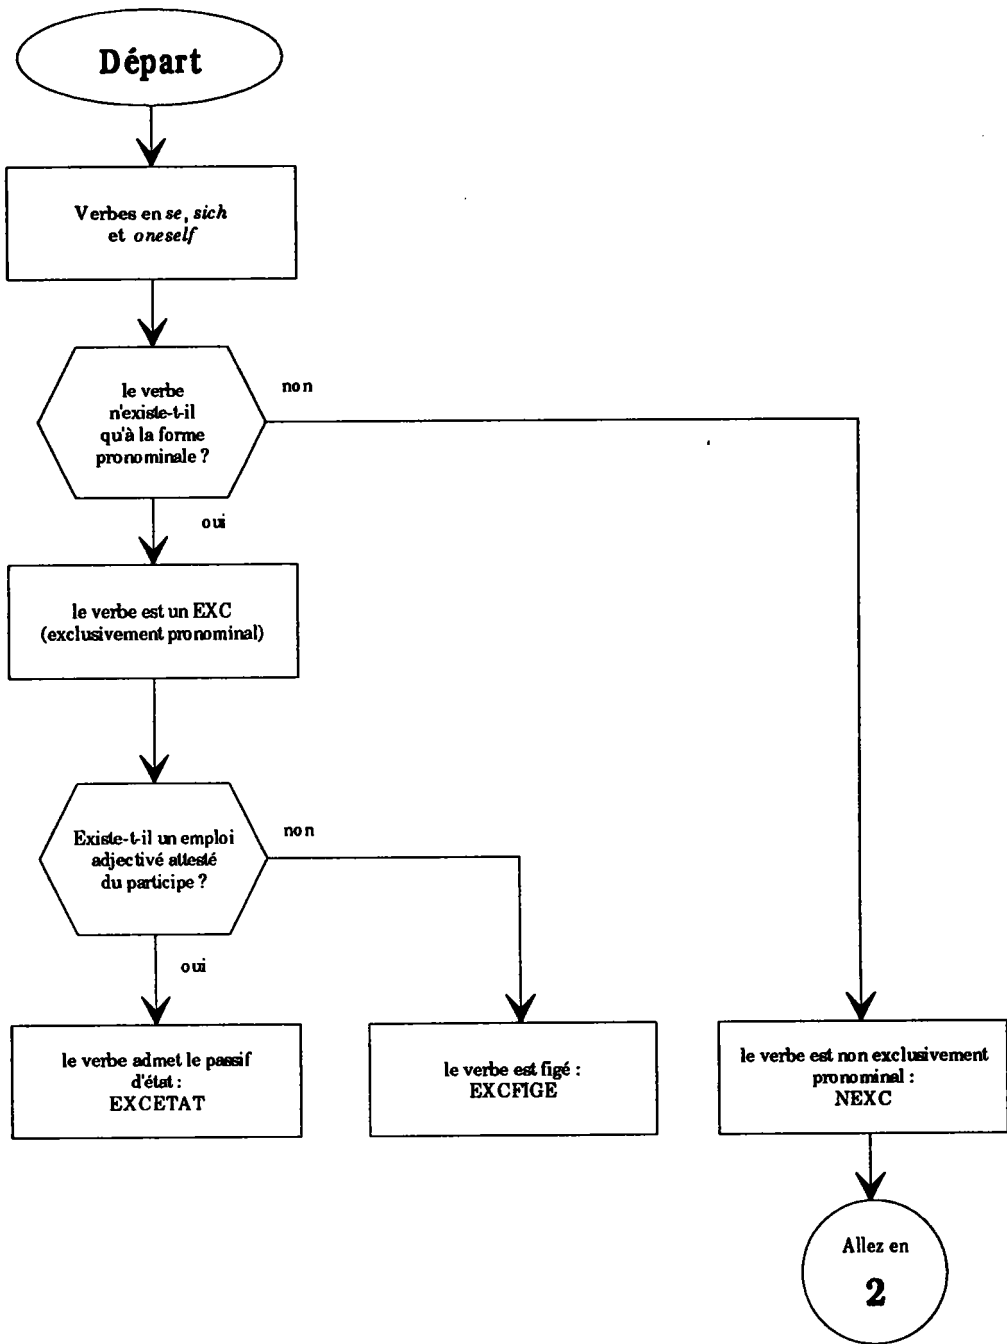 Départ
Verbes en se, sich
et oneself
le verbe
n'existe-t-il
qu'à la forme
pronominale ?
non
oui
le verbe est un EXC
(exclusivement pronominal)
Existe-t-il un emploi
adjectivé attesté
du participe ?
non
oui
le verbe admet le passif
d'état :
EXCETAT
le verbe est figé :
EXCFIGE
le verbe est non exclusivement
pronominal :
NEXC
Allez en
2